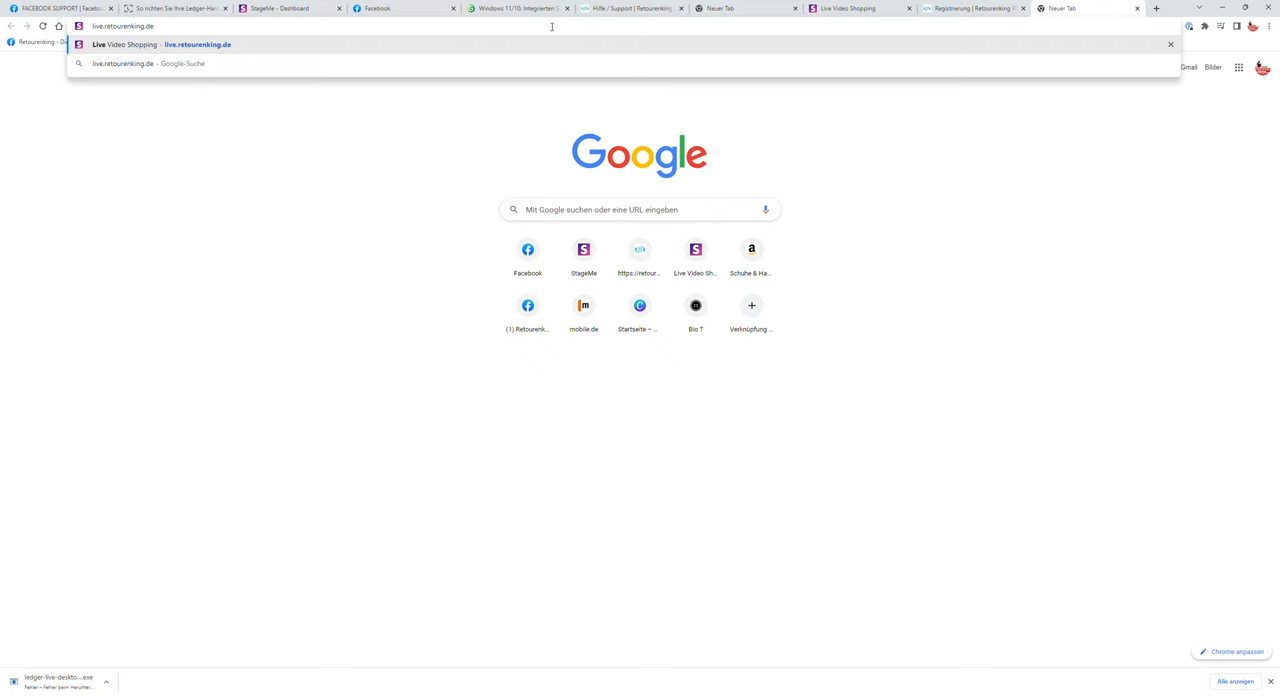 FACEBOOK SUPPORT | Faceboo
So richten Sie Ihre Ledger-Har
StageMe - Dashboard
Facebook
Windows 11/10: Integrierten S
Hilfe / Support | Retourenking
Neuer Tab
Live Video Shopping
Registrierung | Retourenking R
Neuer Tab
live.retourenking.de
Retourenking - Di
Live Video Shopping - live.retourenking.de
live.retourenking.de - Google-Suche
Gmail
Bilder
Google
Mit Google suchen oder eine URL eingeben
Facebook
StageMe
https://retour...
Live Video Sh...
Schuhe & Ha...
(1) Retourenk...
mobile.de
Startseite – ...
Bio T
Verknüpfung ...
Chrome anpassen
ledger-live-deskto....exe
Fehler – Fehler beim Herunter...
Alle anzeigen